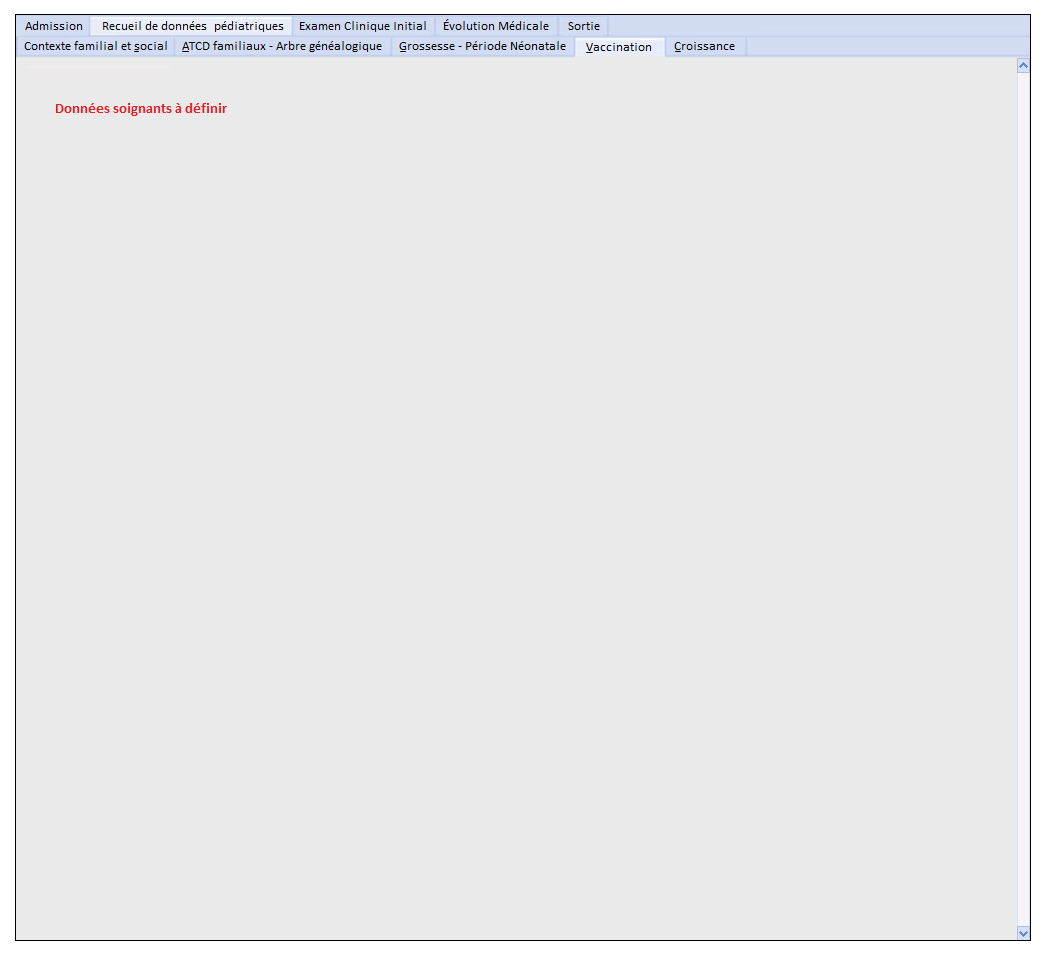 Admission Recueil de données pédiatriques Examen Clinique Initial Évolution Médicale Sortie
Contexte familial et social ATCD familiaux - Arbre généalogique Grossesse - Période Néonatale Vaccination Croissance
Données soignants à définir